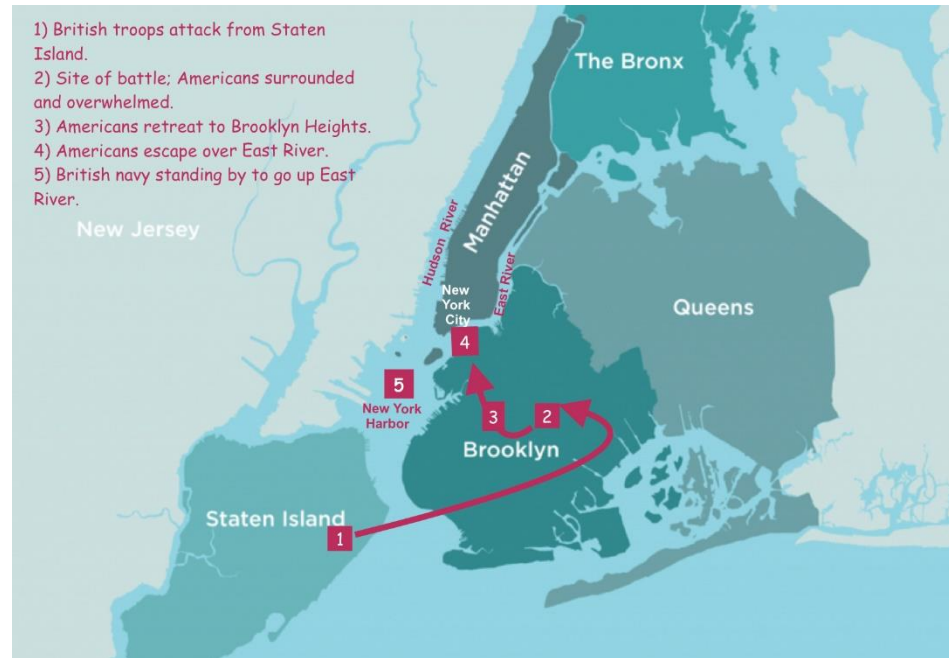 1) British troops attack from Staten
Island.
2) Site of battle; Americans surrounded
and overwhelmed.
3) Americans retreat to Brooklyn Heights.
4) Americans escape over East River.
5) British navy standing by to go up East
River.
The Bronx
New Jersey
Hudson River
Manhattan
East River
New
York
City
Queens
4
5
New York
Harbor
3
2
Brooklyn
Staten Island
1